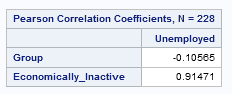 Pearson Correlation Coefficients, N = 228
Unemployed
Group -0.10565
Economically_Inactive 0.91471